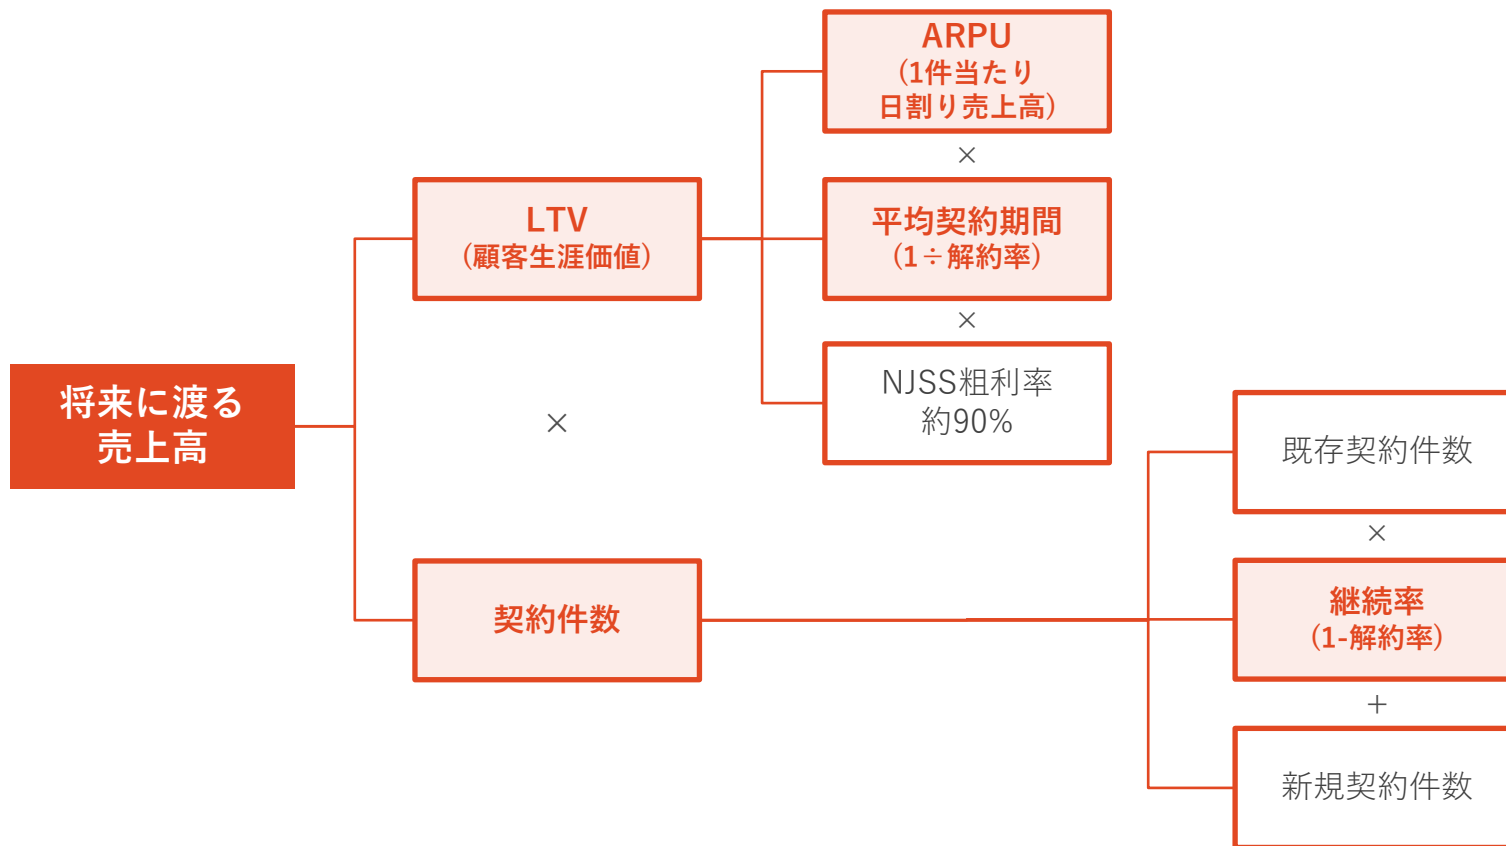 将来に渡る
売上高
LTV
(顧客生涯価値)
×
契約件数
ARPU
(1件当たり
日割り売上高)
×
平均契約期間
(1÷解約率)
×
NJSS粗利率
約90%
既存契約件数
×
継続率
(1-解約率)
+
新規契約件数